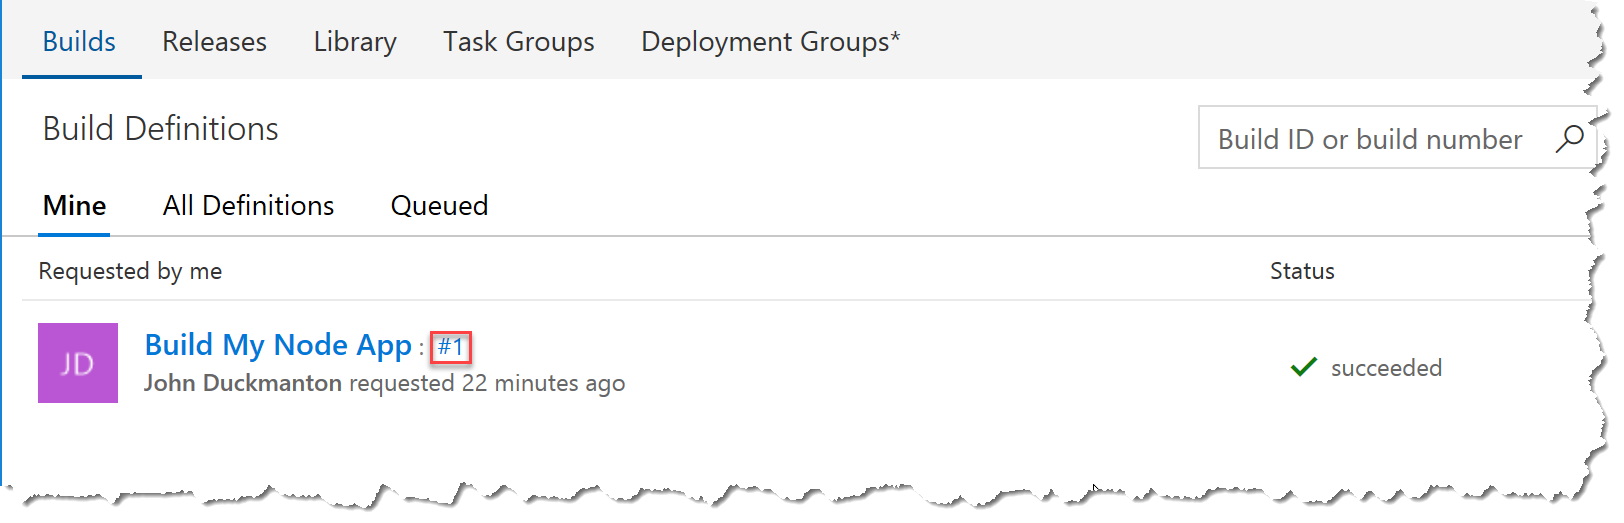 Builds Releases Library Task Groups Deployment Groups*
Build Definitions
Build ID or build number
Mine All Definitions Queued
Requested by me Status
JD
Build My Node App : #1
John Duckmanton requested 22 minutes ago
succeeded